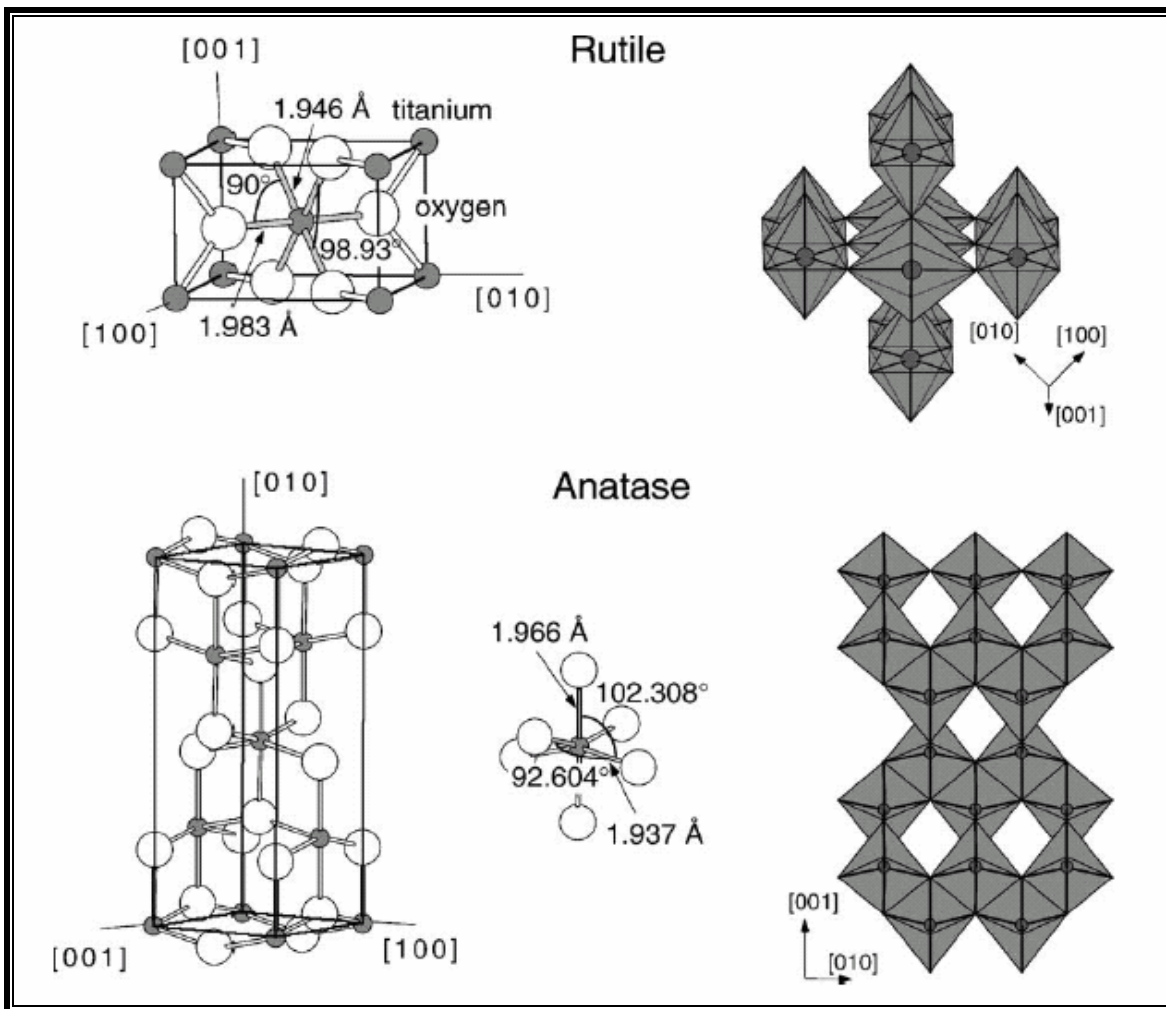 Rutile
[001]
1.946 Å titanium
90°
oxygen
98.93°
[010]
[100]
1.983 Å
[010] [100]
[001]
Anatase
[010]
1.966 Å
102.308°
92.604°
1.937 Å
[001]
[100]
[001]
[010]